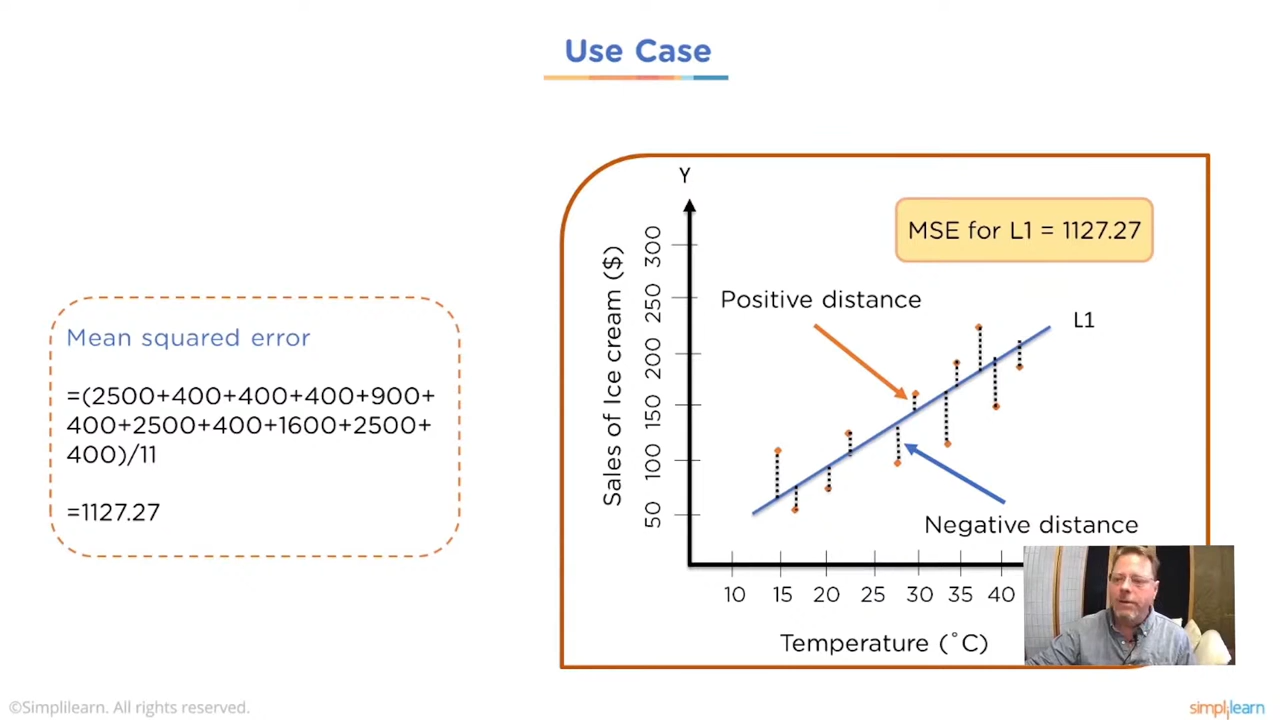 Use Case
Y
MSE for L1 = 1127.27
300
250
200
150
100
50
Sales of Ice cream ($)
Positive distance
L1
Negative distance
Mean squared error
=(2500+400+400+400+900+
400+2500+400+1600+2500+
400)/11
=1127.27
10 15 20 25 30 35 40
Temperature (˚C)
©Simplilearn. All rights reserved.
simplilearn